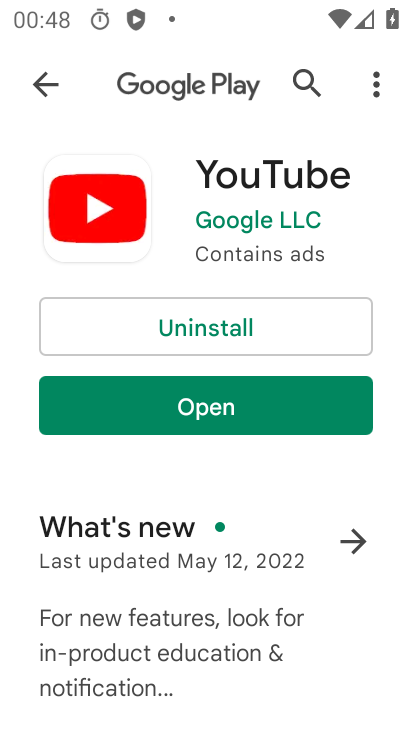 00:48
Google Play
YouTube
Google LLC
Contains ads
Uninstall
Open
What's new
Last updated May 12, 2022
For new features, look for
in-product education &
notification...